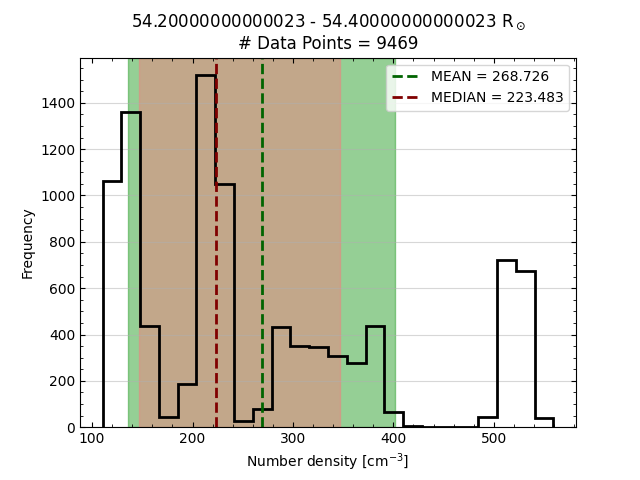 54.20000000000023 - 54.40000000000023 R⊙
# Data Points = 9469
MEAN = 268.726
MEDIAN = 223.483
1400
1200
1000
800
600
400
200
0
Frequency
100 200 300 400 500
Number density [cm⁻³]